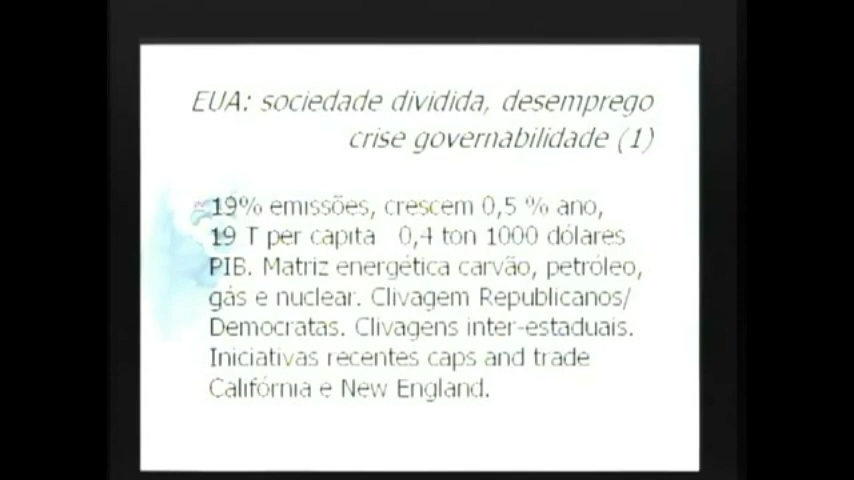 EUA: sociedade dividida, desemprego
crise governabilidade (1)
19% emissões, crescem 0,5 % ano,
19 T per capita 0,4 ton 1000 dólares
PIB. Matriz energética carvão, petróleo,
gás e nuclear. Clivagem Republicanos/
Democratas. Clivagens inter-estaduais.
Iniciativas recentes caps and trade
Califórnia e New England.